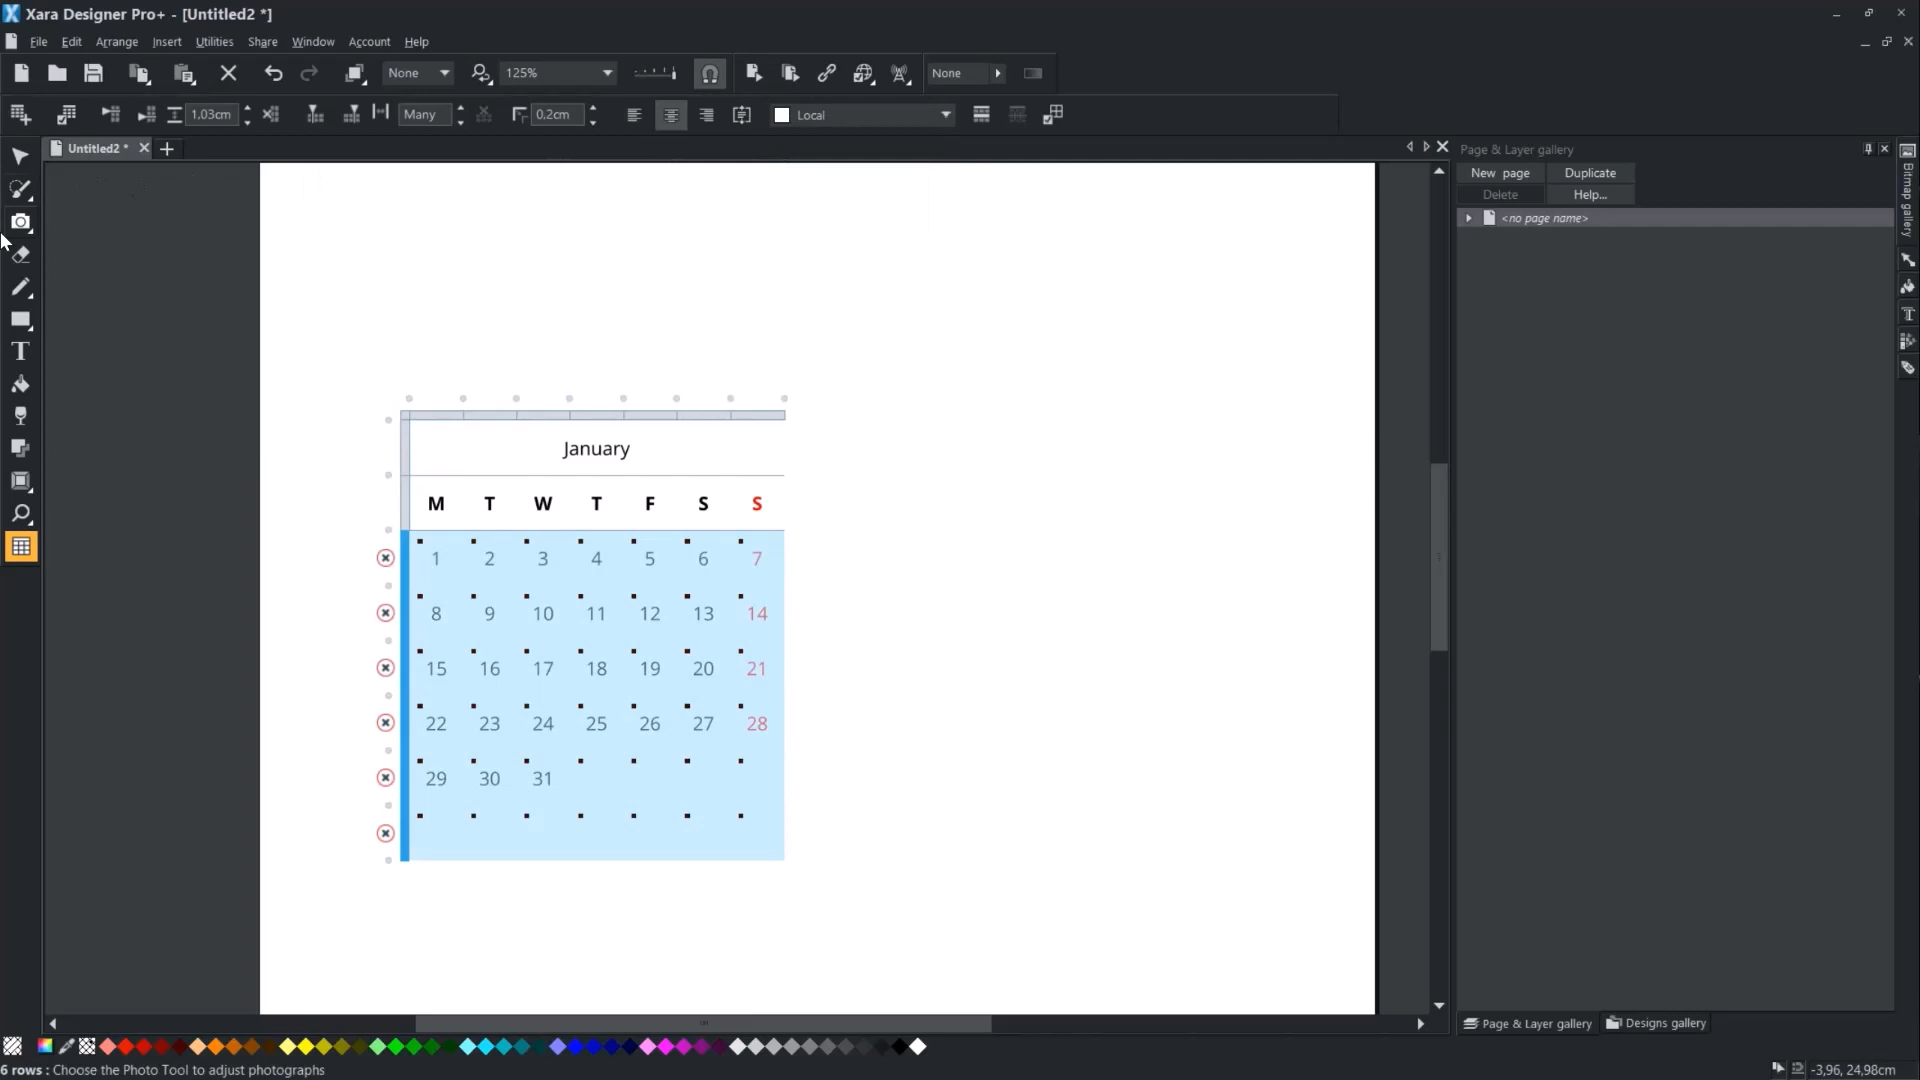 Xara Designer Pro+ - [Untitled2 *]
File Edit Arrange Insert Utilities Share Window Account Help
None 125% None
1,03cm Many 0,2cm Local
Untitled2 *
Page & Layer gallery
New page Duplicate
Delete Help...
<no page name>
Bitmap gallery
January
M T W T F S S
1 2 3 4 5 6 7
8 9 10 11 12 13 14
15 16 17 18 19 20 21
22 23 24 25 26 27 28
29 30 31
Page & Layer gallery Designs gallery
6 rows : Choose the Photo Tool to adjust photographs
-3,96, 24,98cm